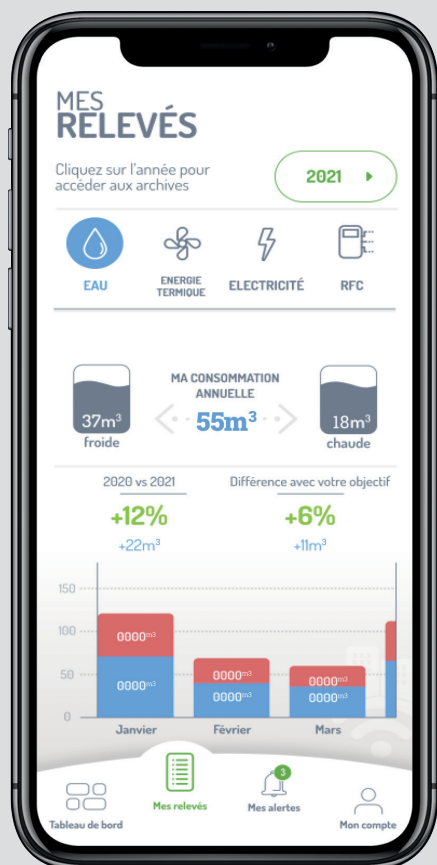 MES
RELEVÉS
Cliquez sur l'année pour
accéder aux archives
2021
EAU
ENERGIE
TERMIQUE
ELECTRICITÉ
RFC
MA CONSOMMATION
ANNUELLE
37m³
55m³
18m³
froide
chaude
2020 vs 2021
Différence avec votre objectif
+12%
+6%
+22m³
+11m³
150
100
50
0
0000m³
0000m³
0000m³
0000m³
0000m³
0000m³
Janvier
Février
Mars
3
Tableau de bord
Mes relevés
Mes alertes
Mon compte